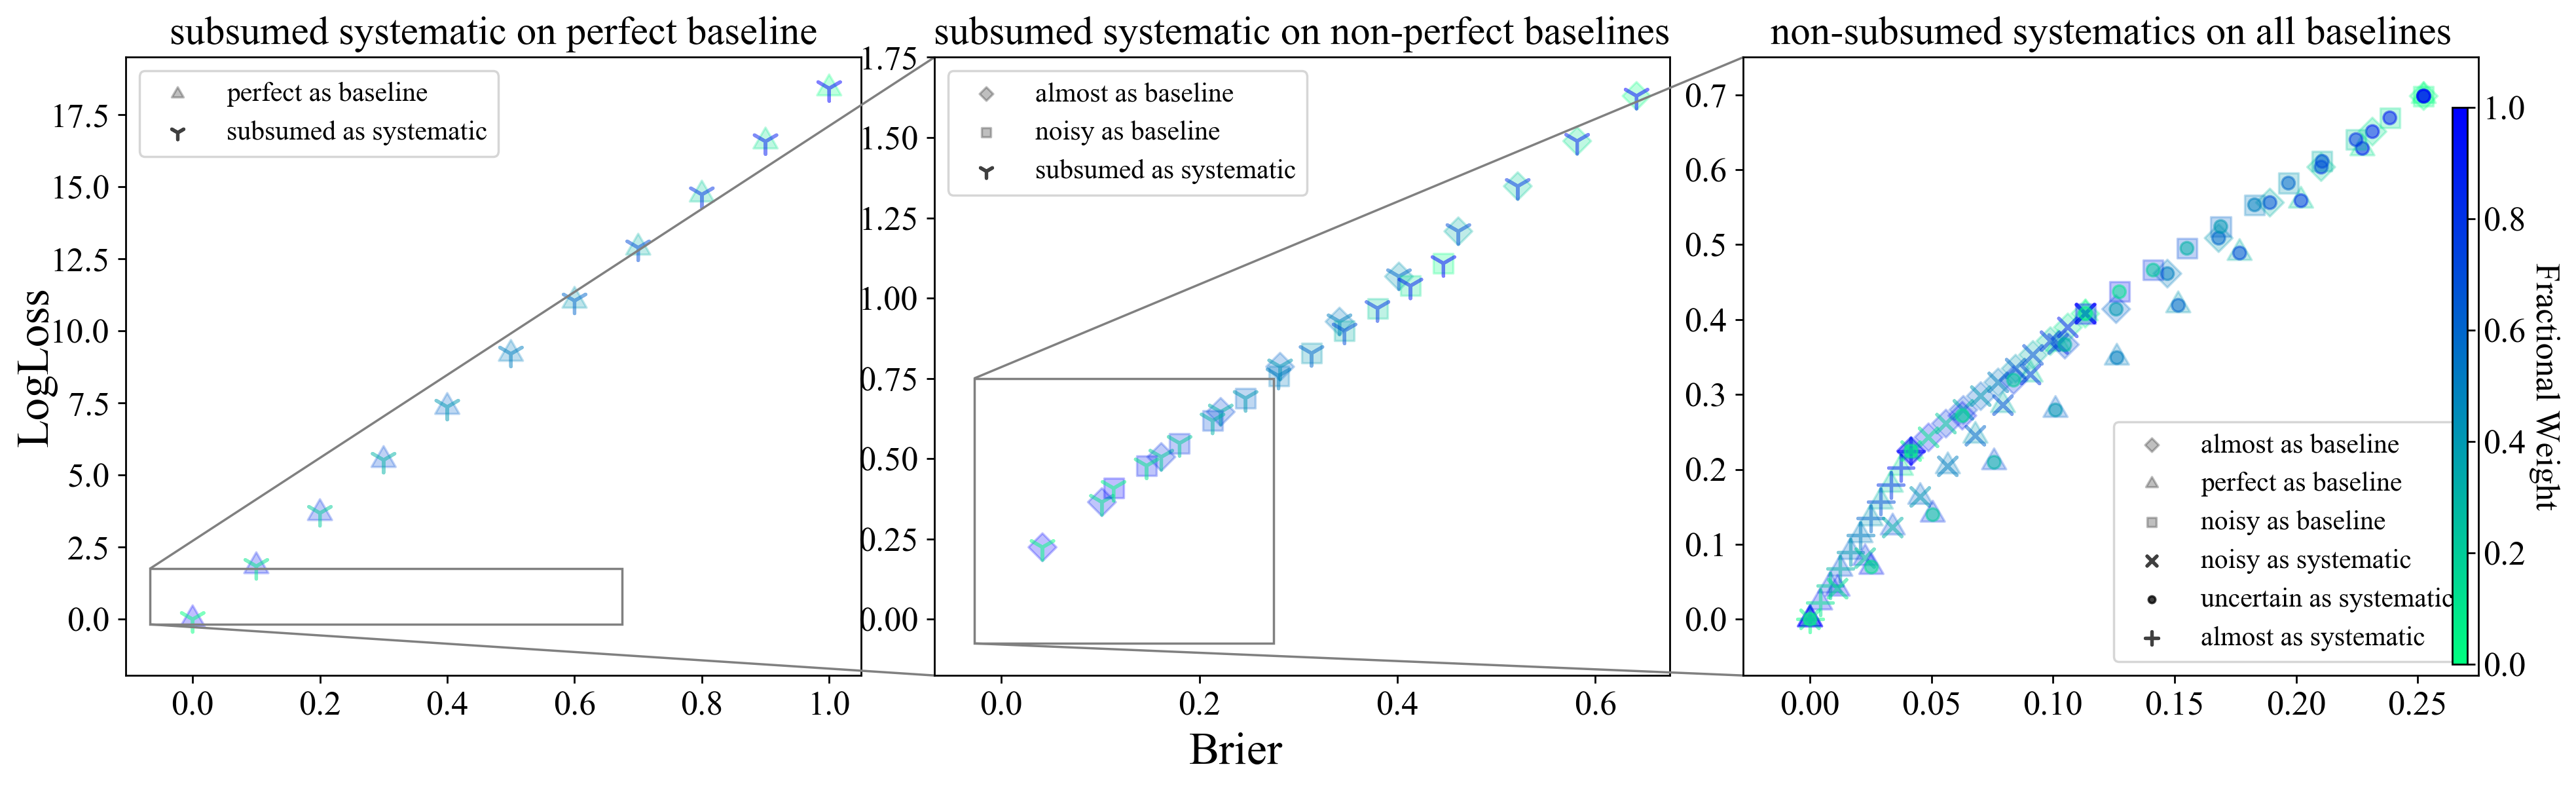 subsumed systematic on perfect baseline
subsumed systematic on non-perfect baselines
non-subsumed systematics on all baselines
LogLoss
17.5
15.0
12.5
10.0
7.5
5.0
2.5
0.0
perfect as baseline
subsumed as systematic
0.0 0.2 0.4 0.6 0.8 1.0
1.75
1.50
1.25
1.00
0.75
0.50
0.25
0.00
almost as baseline
noisy as baseline
subsumed as systematic
0.0 0.2 0.4 0.6
Brier
0.7
0.6
0.5
0.4
0.3
0.2
0.1
0.0
almost as baseline
perfect as baseline
noisy as baseline
noisy as systematic
uncertain as systematic
almost as systematic
0.00 0.05 0.10 0.15 0.20 0.25
1.0
0.8
0.6
0.4
0.2
0.0
Fractional Weight